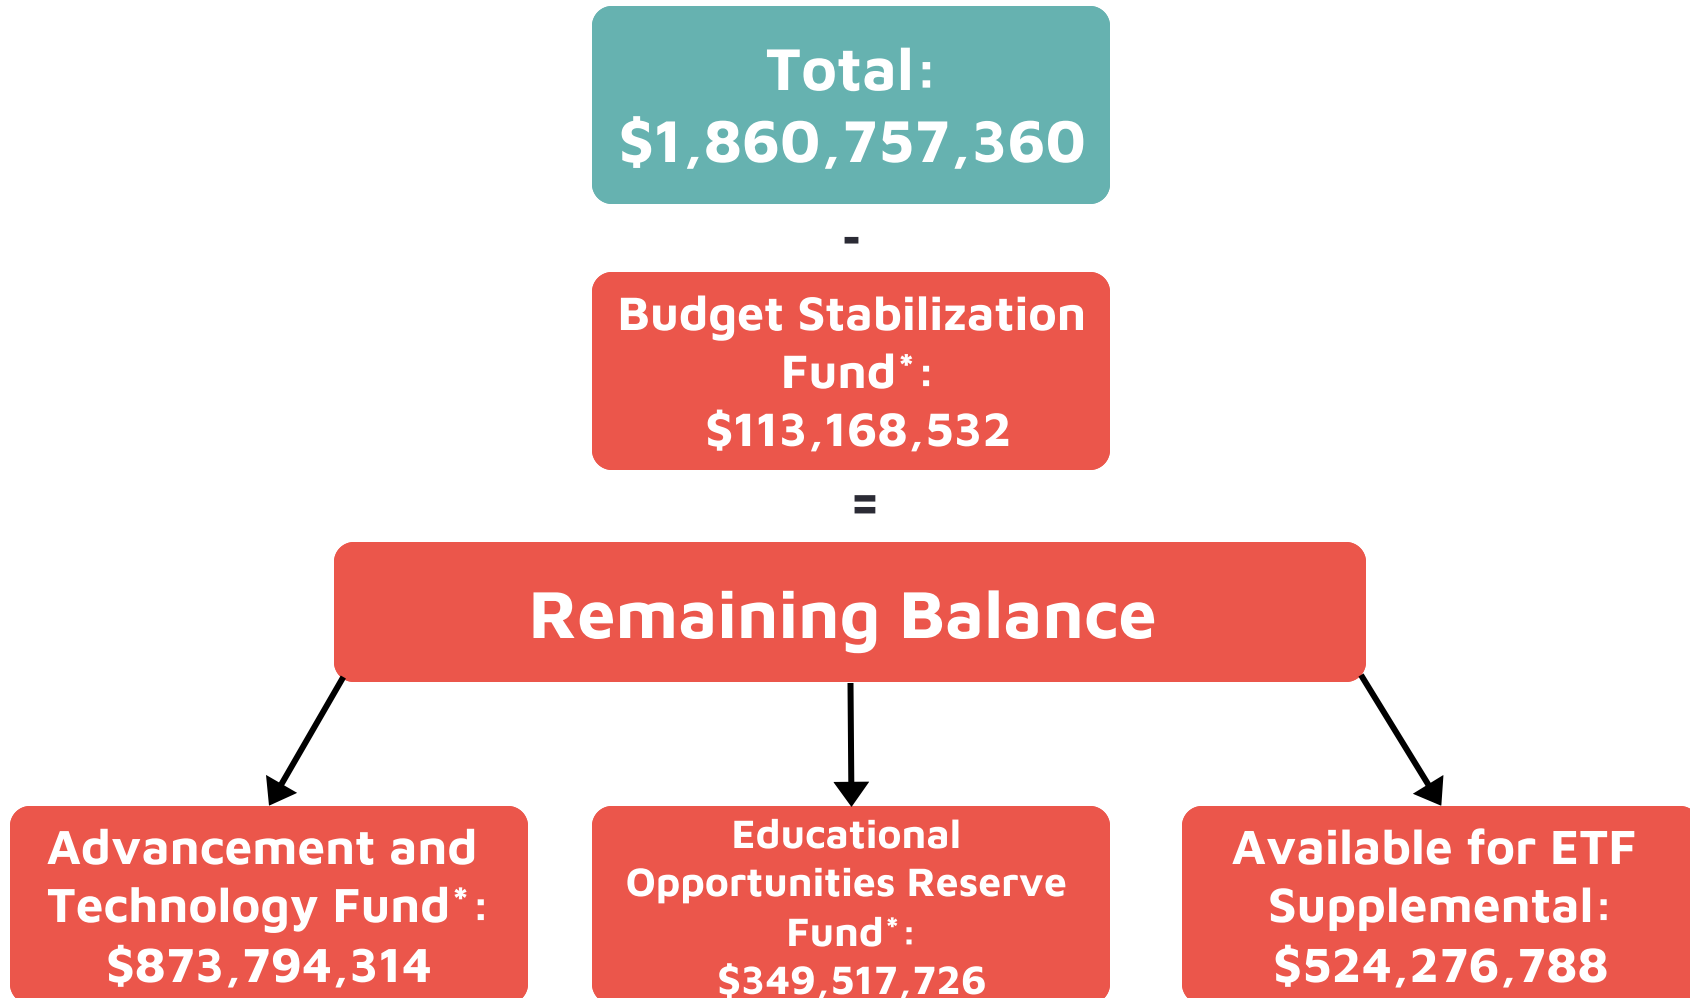 Total:
$1,860,757,360
-
Budget Stabilization
Fund*:
$113,168,532
=
Remaining Balance
Advancement and
Technology Fund*:
$873,794,314
Educational
Opportunities Reserve
Fund*:
$349,517,726
Available for ETF
Supplemental:
$524,276,788